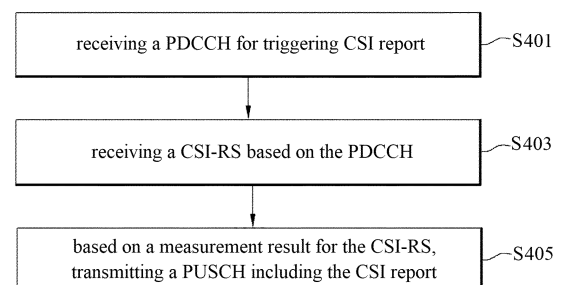 receiving a PDCCH for triggering CSI report
S401
receiving a CSI-RS based on the PDCCH
S403
based on a measurement result for the CSI-RS,
transmitting a PUSCH including the CSI report
S405